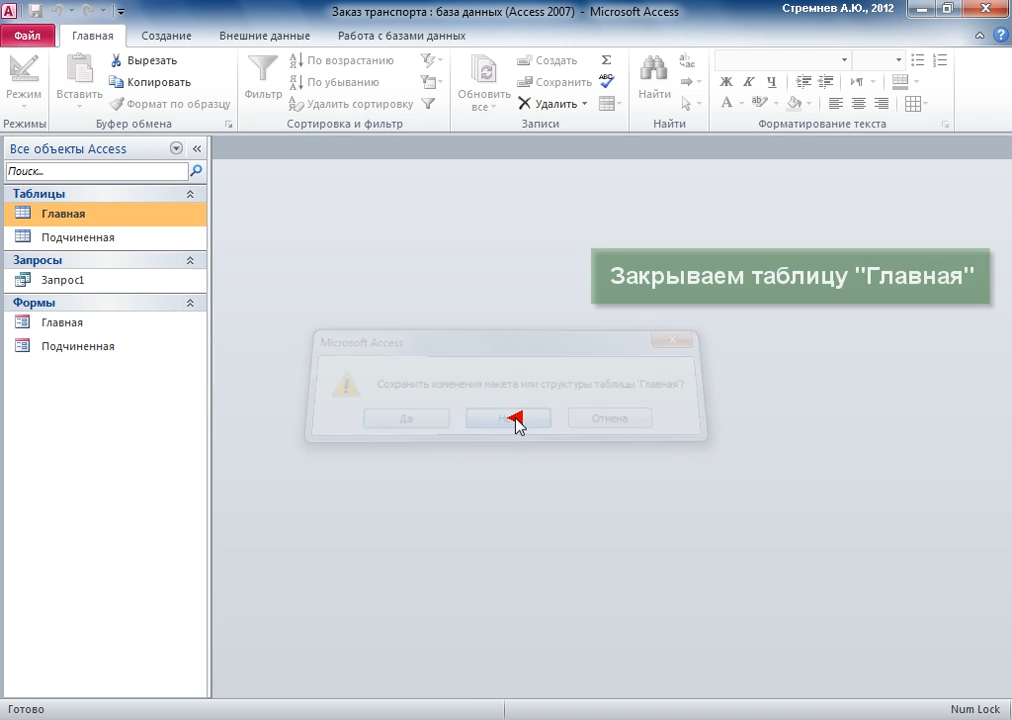 Заказ транспорта : база данных (Access 2007) - Microsoft Access
Стремнев А.Ю., 2012
Файл Главная Создание Внешние данные Работа с базами данных
Режим
Режимы
Вставить
Вырезать
Копировать
Формат по образцу
Буфер обмена
Фильтр
По возрастанию
По убыванию
Удалить сортировку
Сортировка и фильтр
Обновить
все
Создать
Сохранить
Удалить
Записи
Найти
Найти
Ж К Ч
Форматирование текста
Все объекты Access
Поиск...
Таблицы
Главная
Подчиненная
Запросы
Запрос1
Формы
Главная
Подчиненная
Закрываем таблицу "Главная"
Microsoft Access
Сохранить изменения макета или структуры таблицы 'Главная'?
Да
Отмена
Готово
Num Lock